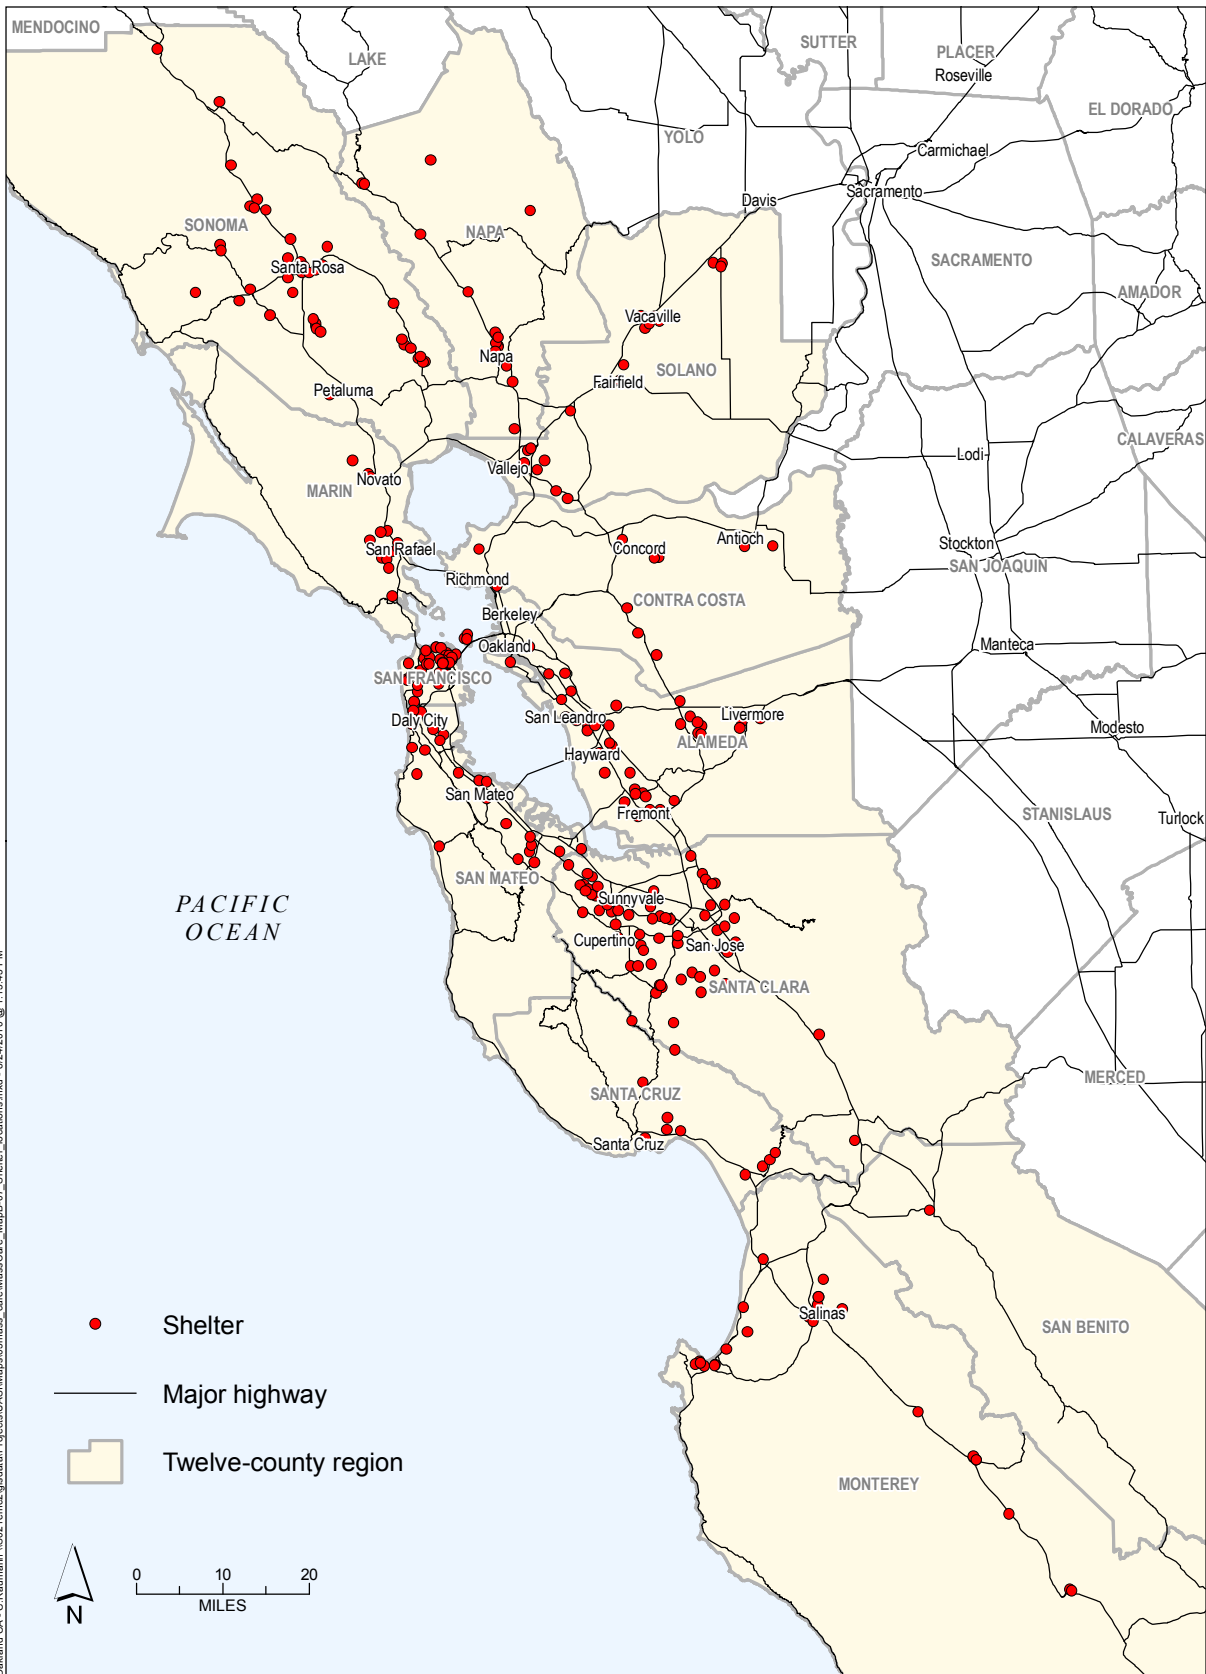 MENDOCINO
LAKE
SUTTER
PLACER
Roseville
EL DORADO
YOLO
Carmichael
Sacramento
Davis
SONOMA
NAPA
SACRAMENTO
Santa Rosa
AMADOR
Vacaville
Napa
SOLANO
Fairfield
Petaluma
CALAVERAS
Lodi
Vallejo
Novato
MARIN
Antioch
Concord
San Rafael
Stockton
SAN JOAQUIN
Richmond
CONTRA COSTA
Berkeley
Oakland
Manteca
SAN FRANCISCO
Daly City
San Leandro
Livermore
Modesto
ALAMEDA
Hayward
San Mateo
Fremont
STANISLAUS
Turlock
SAN MATEO
Sunnyvale
PACIFIC
OCEAN
Cupertino
San Jose
SANTA CLARA
MERCED
SANTA CRUZ
Santa Cruz
Salinas
SAN BENITO
MONTEREY
Shelter
Major highway
Twelve-county region
N
0 10 20
MILES